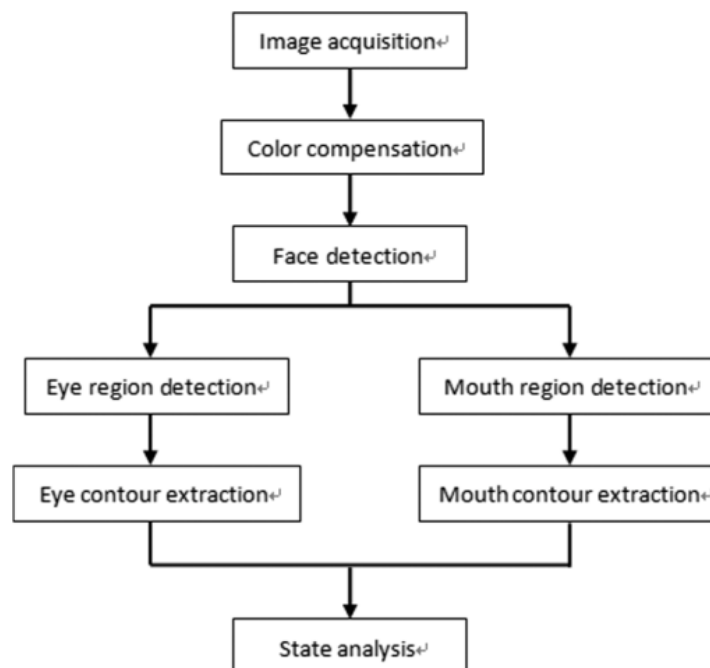 Image acquisition↵
Color compensation↵
Face detection↵
Eye region detection↵
Mouth region detection↵
Eye contour extraction↵
Mouth contour extraction↵
State analysis↵